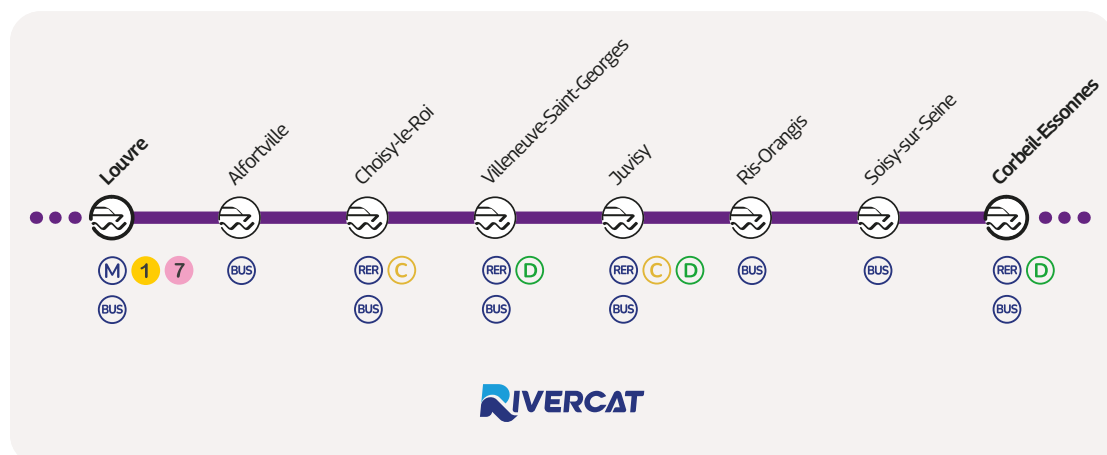 Louvre
Alfortville
Choisy-le-Roi
Villeneuve-Saint-Georges
Juvisy
Ris-Orangis
Soisy-sur-Seine
Corbeil-Essonnes
M 1 7
BUS
RER C
RER D
RER C D
BUS
BUS
RER D
BUS
BUS
BUS
BUS
BUS
RIVERCAT